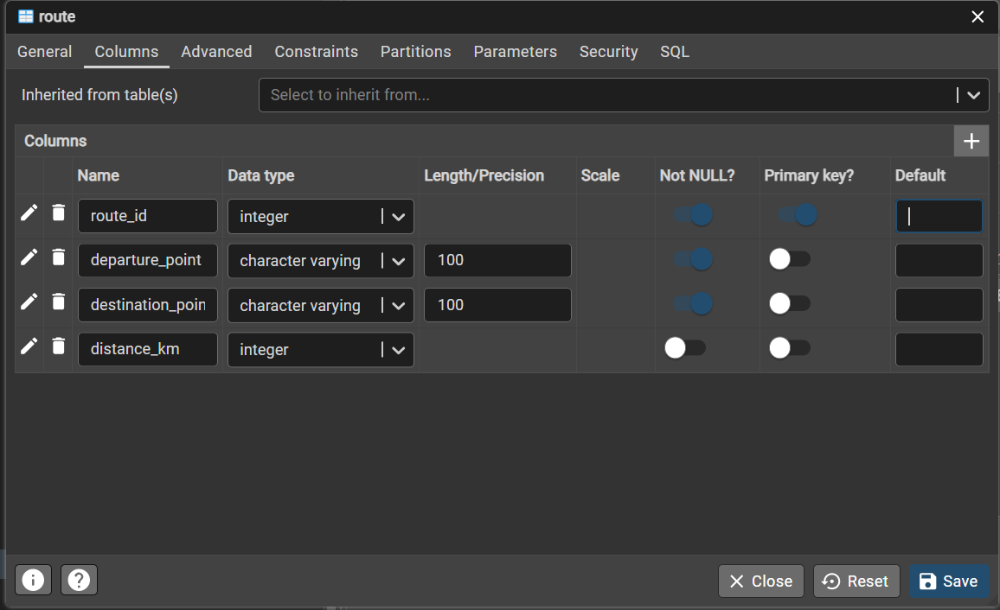 route
General Columns Advanced Constraints Partitions Parameters Security SQL
Inherited from table(s) Select to inherit from...
Columns
Name Data type Length/Precision Scale Not NULL? Primary key? Default
route_id integer
departure_point character varying 100
destination_poin character varying 100
distance_km integer
Close Reset Save